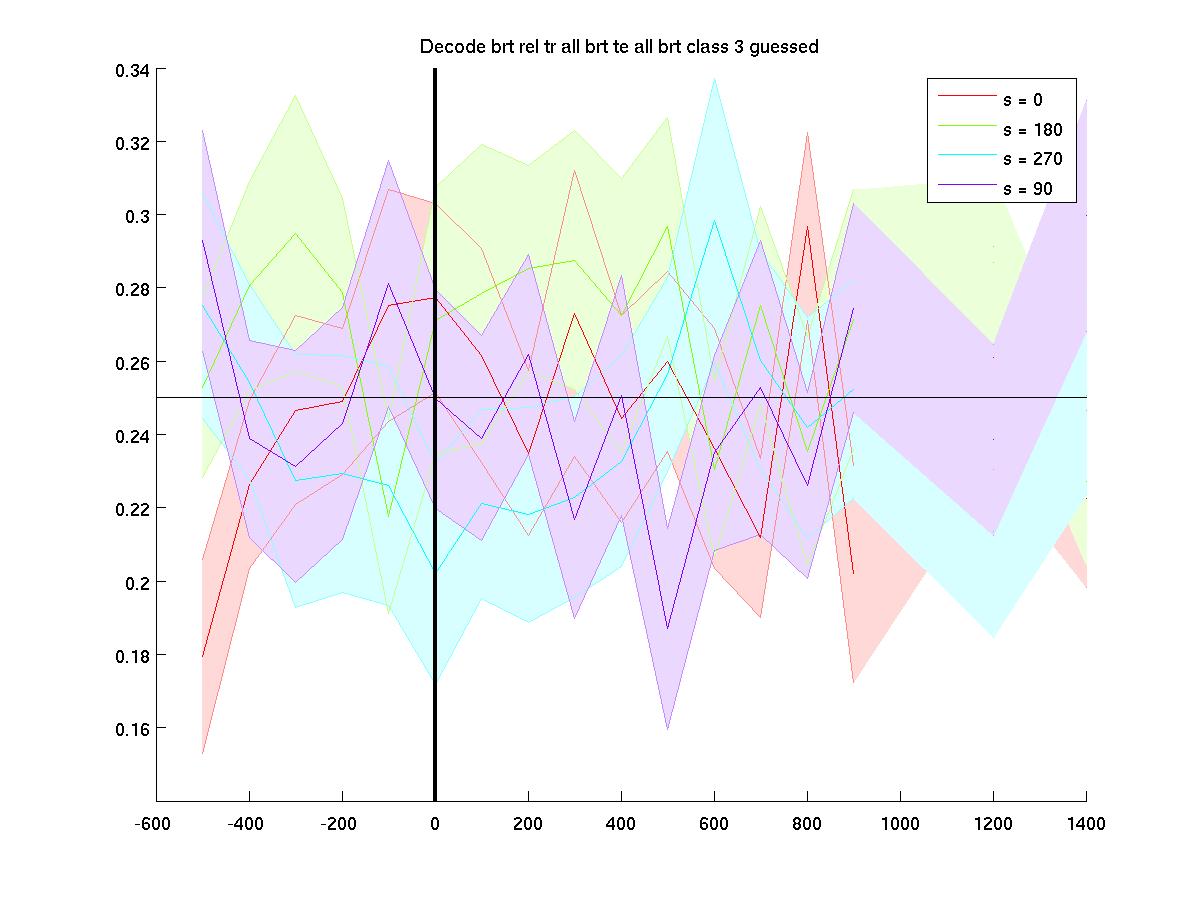 Decode brt rel tr all brt te all brt class 3 guessed
0.34
0.32
0.3
0.28
0.26
0.24
0.22
0.2
0.18
0.16
s = 0
s = 180
s = 270
s = 90
-600 -400 -200 0 200 400 600 800 1000 1200 1400